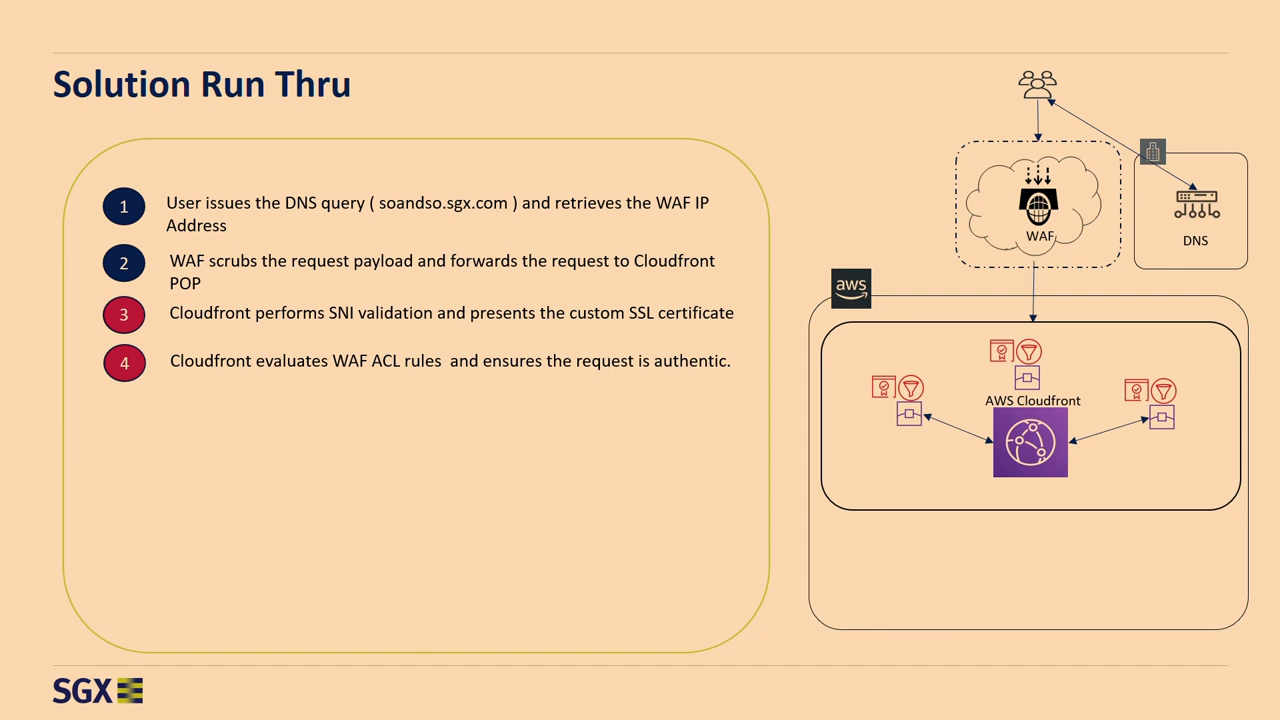 Solution Run Thru
1
User issues the DNS query ( soandso.sgx.com ) and retrieves the WAF IP
Address
2
WAF scrubs the request payload and forwards the request to Cloudfront
POP
3
Cloudfront performs SNI validation and presents the custom SSL certificate
4
Cloudfront evaluates WAF ACL rules  and ensures the request is authentic.
WAF
DNS
aws
AWS Cloudfront
SGX